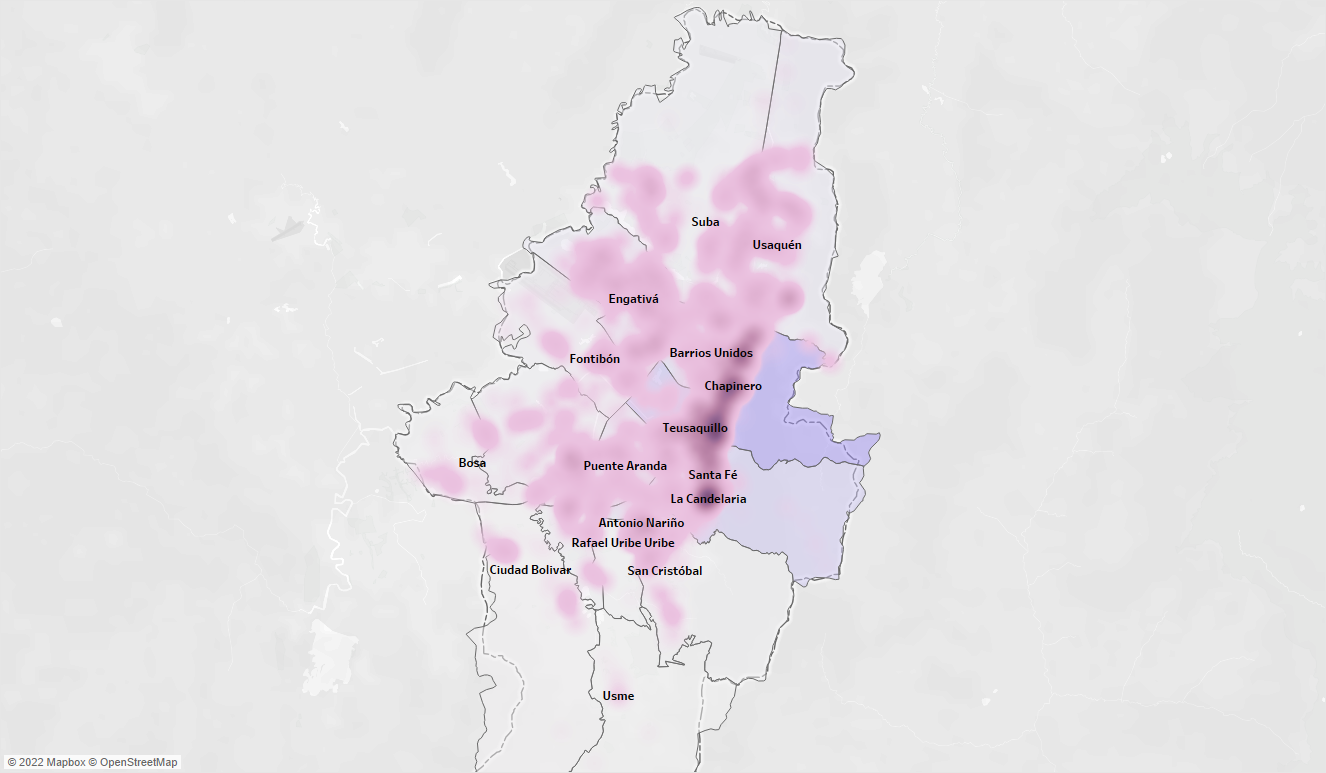 Suba
Usaquén
Engativá
Barrios Unidos
Fontibón
Chapinero
Teusaquillo
Bosa
Puente Aranda
Santa Fé
La Candelaria
Antonio Nariño
Rafael Uribe Uribe
Ciudad Bolivar
San Cristóbal
Usme
© 2022 Mapbox © OpenStreetMap